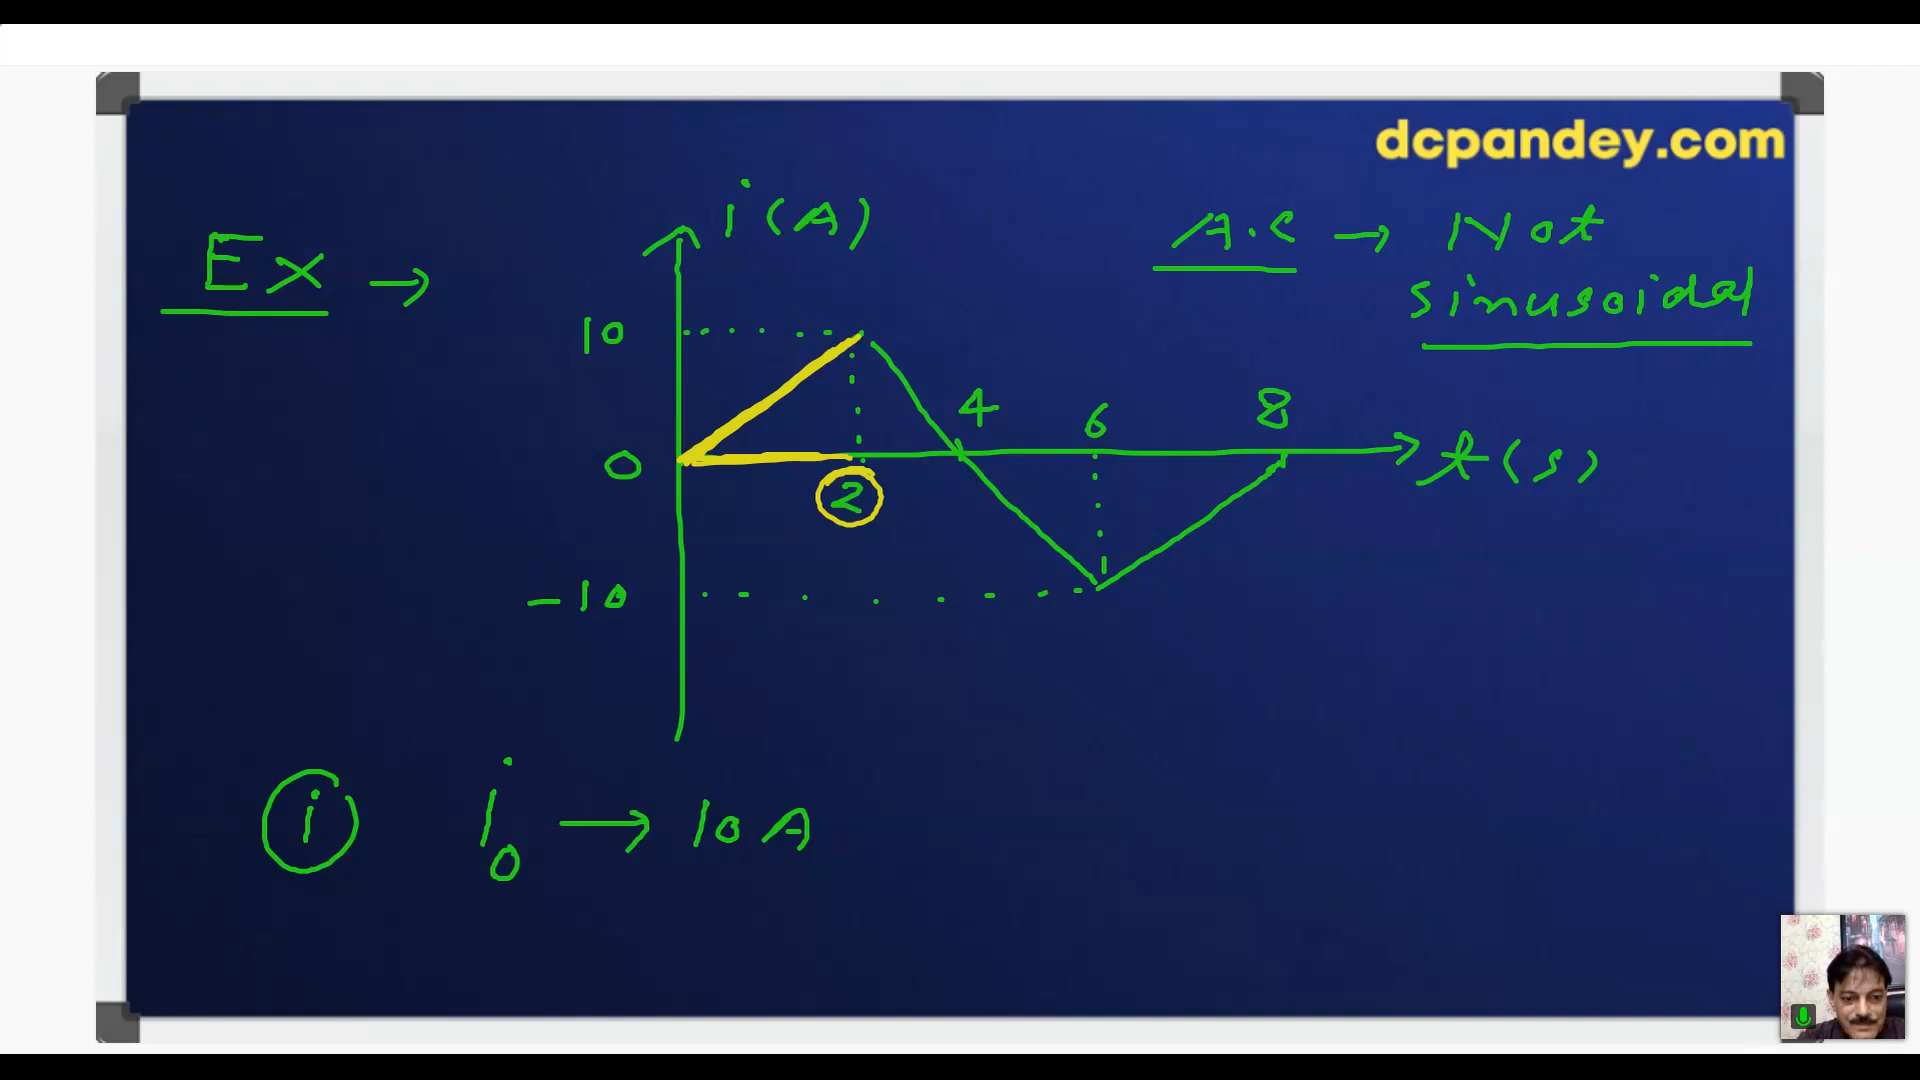 dcpandey.com
Ex →
i (A)
A.C → Not
sinusoidal
10
4
6
8
0
2
t (s)
-10
i i₀ → 10 A